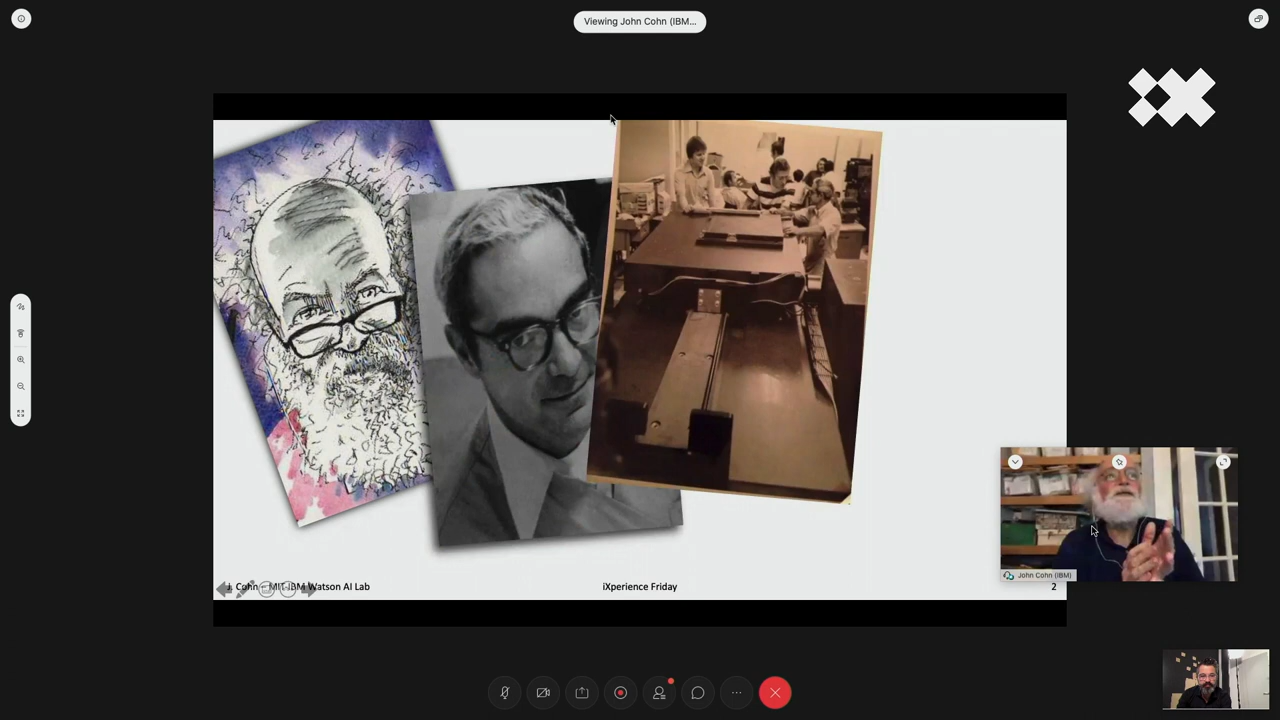 Viewing John Cohn (IBM...
John Cohn (IBM)
J. Cohn – MIT-IBM Watson AI Lab
iXperience Friday
2